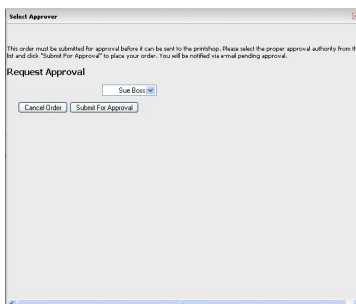 Select Approver
This order must be submitted for approval before it can be sent to the printshop. Please select the proper approval authority from th
list and click "Submit For Approval" to place your order. You will be notified via email pending approval.
Request Approval
Sue Boss
Cancel Order Submit For Approval